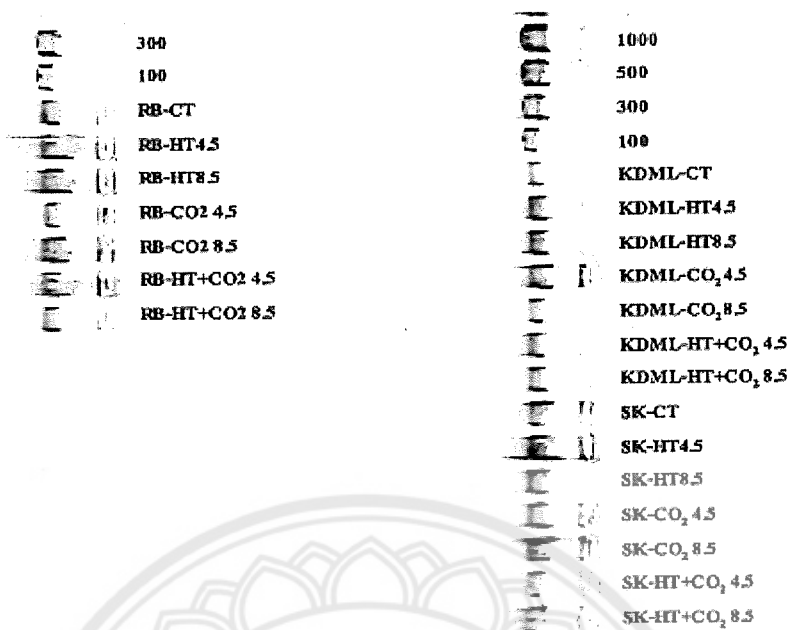 300
100
RB-CT
RB-HT4.5
RB-HT8.5
RB-CO2 4.5
RB-CO2 8.5
RB-HT+CO2 4.5
RB-HT+CO2 8.5
1000
500
300
100
KDML-CT
KDML-HT4.5
KDML-HT8.5
KDML-CO₂4.5
KDML-CO₂8.5
KDML-HT+CO₂ 4.5
KDML-HT+CO₂ 8.5
SK-CT
SK-HT4.5
SK-HT8.5
SK-CO₂ 4.5
SK-CO₂ 8.5
SK-HT+CO₂ 4.5
SK-HT+CO₂ 8.5